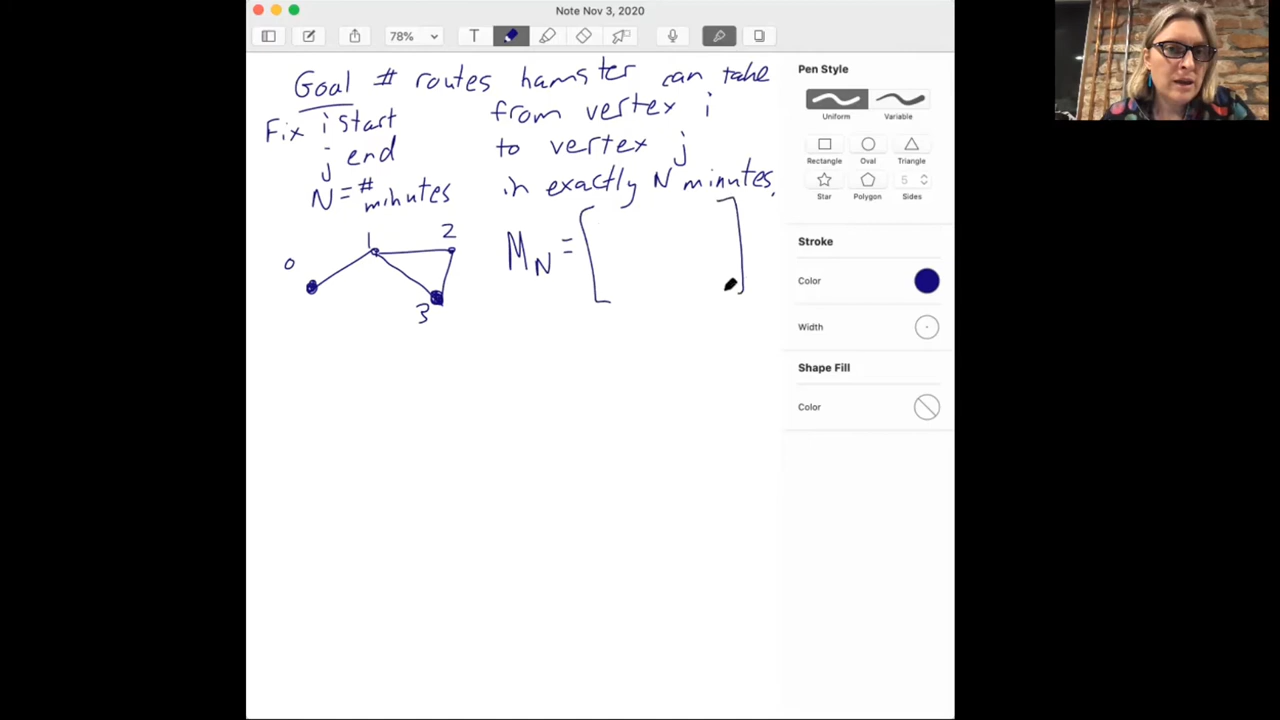 Note Nov 3, 2020
78%
T
Goal # routes hamster can take
from vertex i
to vertex j
in exactly N minutes.
Fix i start
j end
N = # minutes
0
1
2
3
M_N = [ ]
Pen Style
Uniform
Variable
Rectangle
Oval
Triangle
Star
Polygon
5
Sides
Stroke
Color
Width
Shape Fill
Color